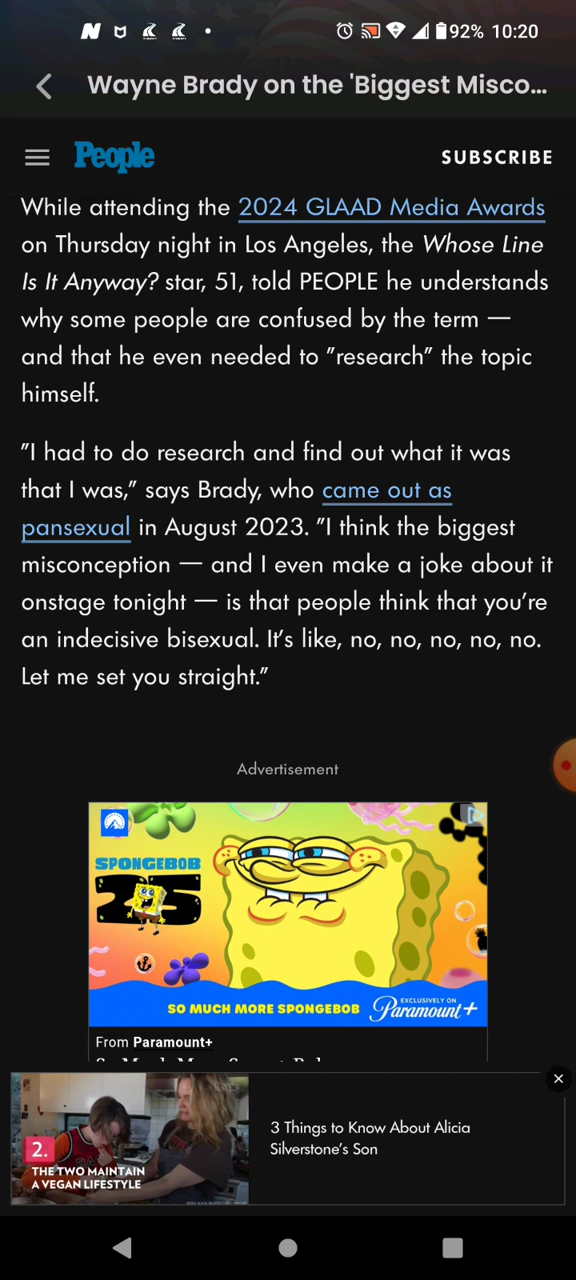 92% 10:20
Wayne Brady on the 'Biggest Misco...
People
SUBSCRIBE
While attending the 2024 GLAAD Media Awards
on Thursday night in Los Angeles, the Whose Line
Is It Anyway? star, 51, told PEOPLE he understands
why some people are confused by the term —
and that he even needed to "research" the topic
himself.
"I had to do research and find out what it was
that I was," says Brady, who came out as
pansexual in August 2023. "I think the biggest
misconception — and I even make a joke about it
onstage tonight — is that people think that you're
an indecisive bisexual. It's like, no, no, no, no, no.
Let me set you straight."
Advertisement
SPONGEBOB
25
SO MUCH MORE SPONGEBOB
EXCLUSIVELY ON
Paramount+
From Paramount+
2.
THE TWO MAINTAIN
A VEGAN LIFESTYLE
3 Things to Know About Alicia
Silverstone's Son